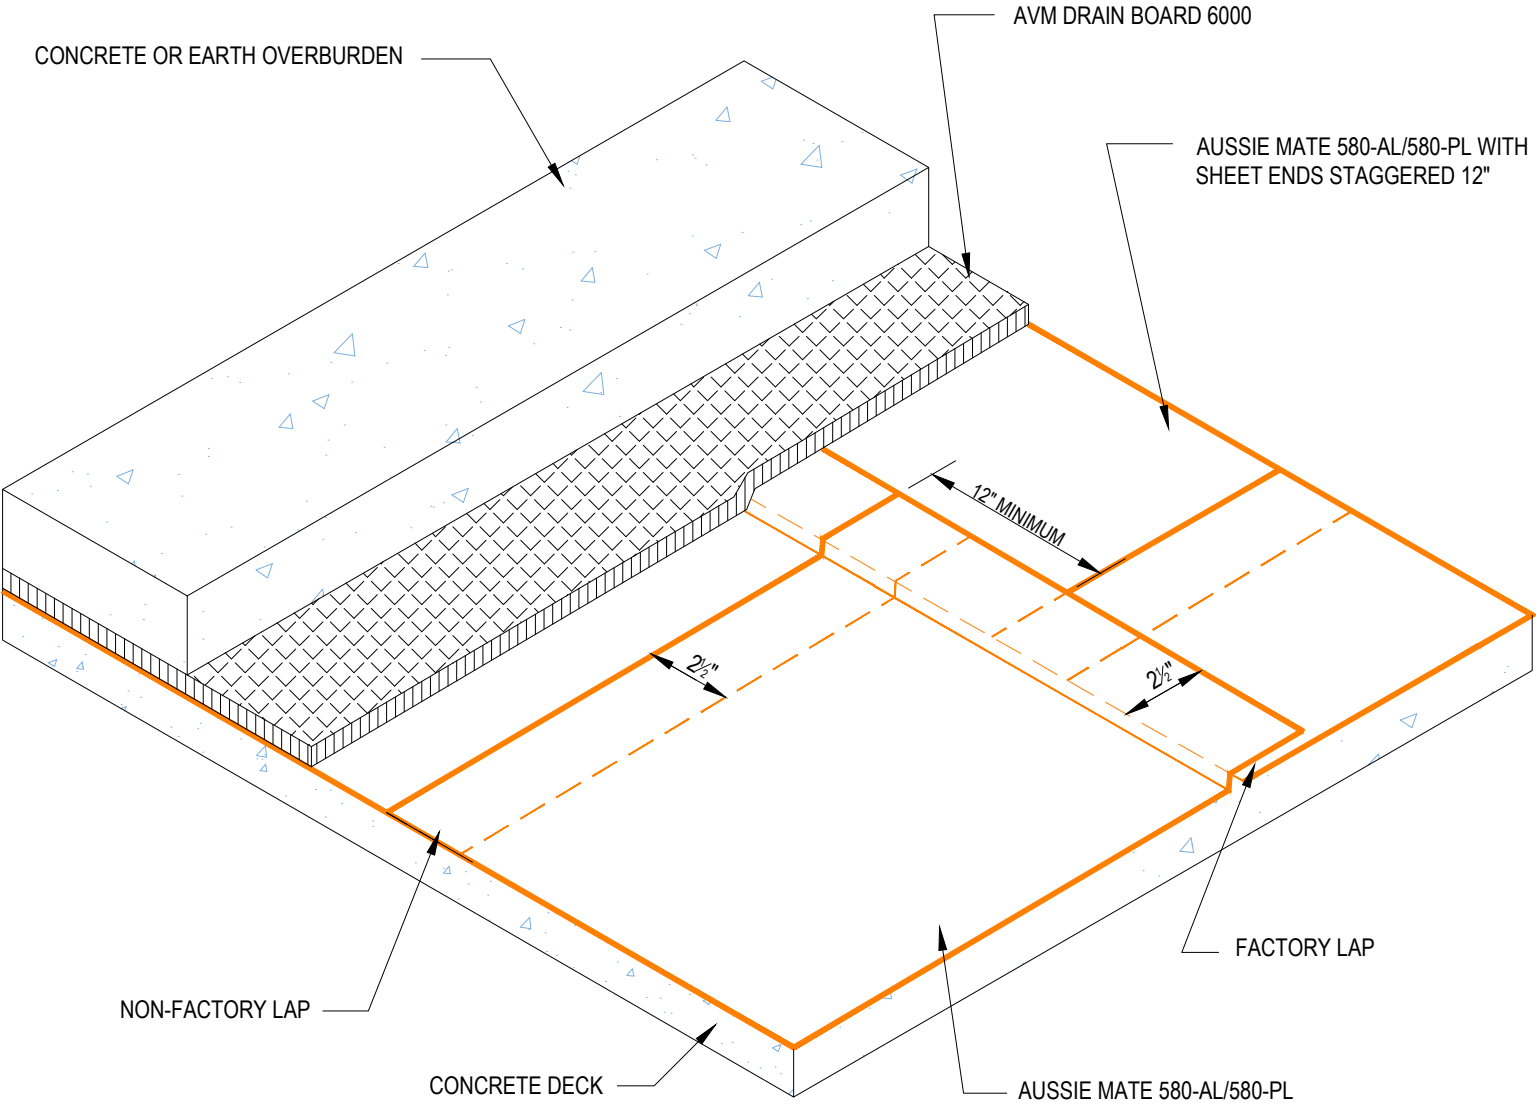 AVM DRAIN BOARD 6000
CONCRETE OR EARTH OVERBURDEN
AUSSIE MATE 580-AL/580-PL WITH
SHEET ENDS STAGGERED 12"
12" MINIMUM
2½"
2½"
FACTORY LAP
NON-FACTORY LAP
CONCRETE DECK
AUSSIE MATE 580-AL/580-PL